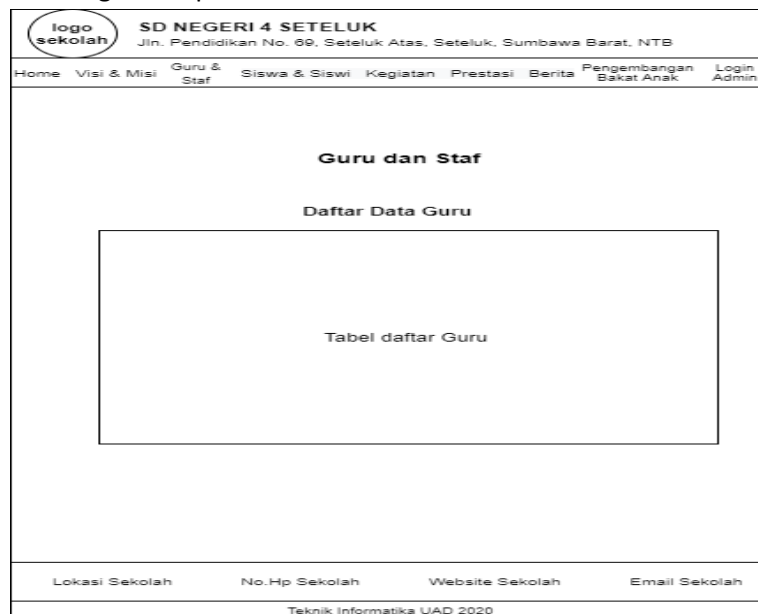 logo
sekolah
SD NEGERI 4 SETELUK
Jln. Pendidikan No. 69, Seteluk Atas, Seteluk, Sumbawa Barat, NTB
Home Visi & Misi Guru & Staf Siswa & Siswi Kegiatan Prestasi Berita Pengembangan Bakat Anak Login Admin
Guru dan Staf
Daftar Data Guru
Tabel daftar Guru
Lokasi Sekolah No.Hp Sekolah Website Sekolah Email Sekolah
Teknik Informatika UAD 2020